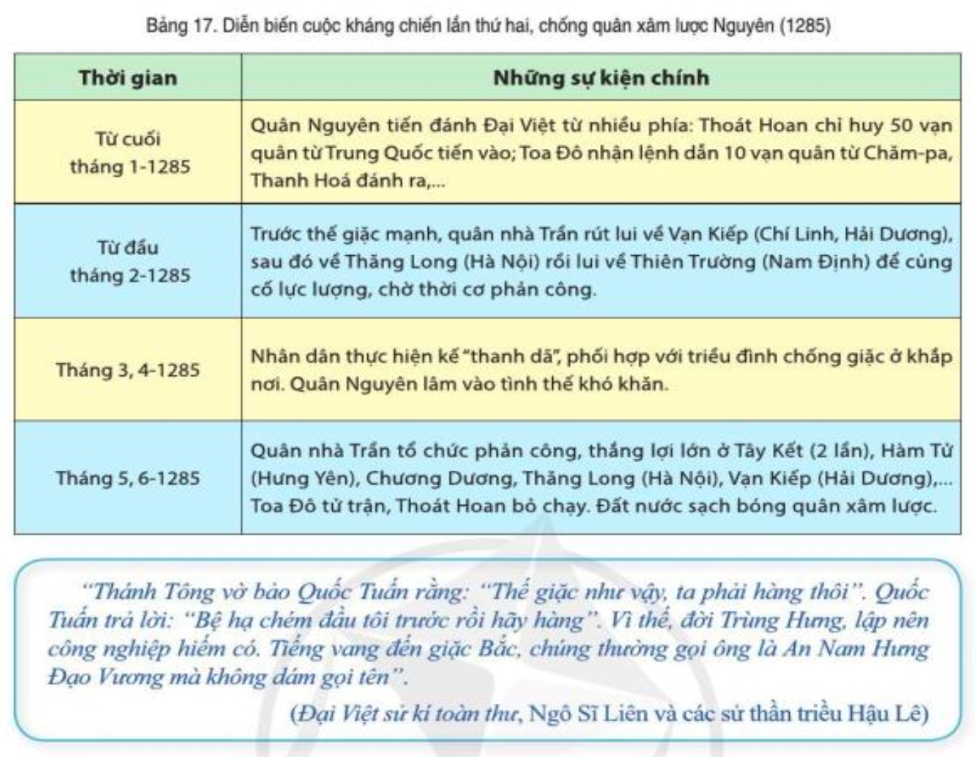 Bảng 17. Diễn biến cuộc kháng chiến lần thứ hai, chống quân xâm lược Nguyên (1285)
Thời gian
Những sự kiện chính
Từ cuối
tháng 1-1285
Quân Nguyên tiến đánh Đại Việt từ nhiều phía: Thoát Hoan chỉ huy 50 vạn
quân từ Trung Quốc tiến vào; Toa Đô nhận lệnh dẫn 10 vạn quân từ Chăm-pa,
Thanh Hoá đánh ra,...
Từ đầu
tháng 2-1285
Trước thế giặc mạnh, quân nhà Trần rút lui về Vạn Kiếp (Chí Linh, Hải Dương),
sau đó về Thăng Long (Hà Nội) rồi lui về Thiên Trường (Nam Định) để củng
cố lực lượng, chờ thời cơ phản công.
Tháng 3, 4-1285
Nhân dân thực hiện kế “thanh dã”, phối hợp với triều đình chống giặc ở khắp
nơi. Quân Nguyên lâm vào tình thế khó khăn.
Tháng 5, 6-1285
Quân nhà Trần tổ chức phản công, thắng lợi lớn ở Tây Kết (2 lần), Hàm Tử
(Hưng Yên), Chương Dương, Thăng Long (Hà Nội), Vạn Kiếp (Hải Dương),...
Toa Đô tử trận, Thoát Hoan bỏ chạy. Đất nước sạch bóng quân xâm lược.
“Thánh Tông vờ bảo Quốc Tuấn rằng: “Thế giặc như vậy, ta phải hàng thôi”. Quốc
Tuấn trả lời: “Bệ hạ chém đầu tôi trước rồi hãy hàng”. Vì thế, đời Trùng Hưng, lập nên
công nghiệp hiếm có. Tiếng vang đến giặc Bắc, chúng thường gọi ông là An Nam Hưng
Đạo Vương mà không dám gọi tên”.
(Đại Việt sử kí toàn thư, Ngô Sĩ Liên và các sử thần triều Hậu Lê)